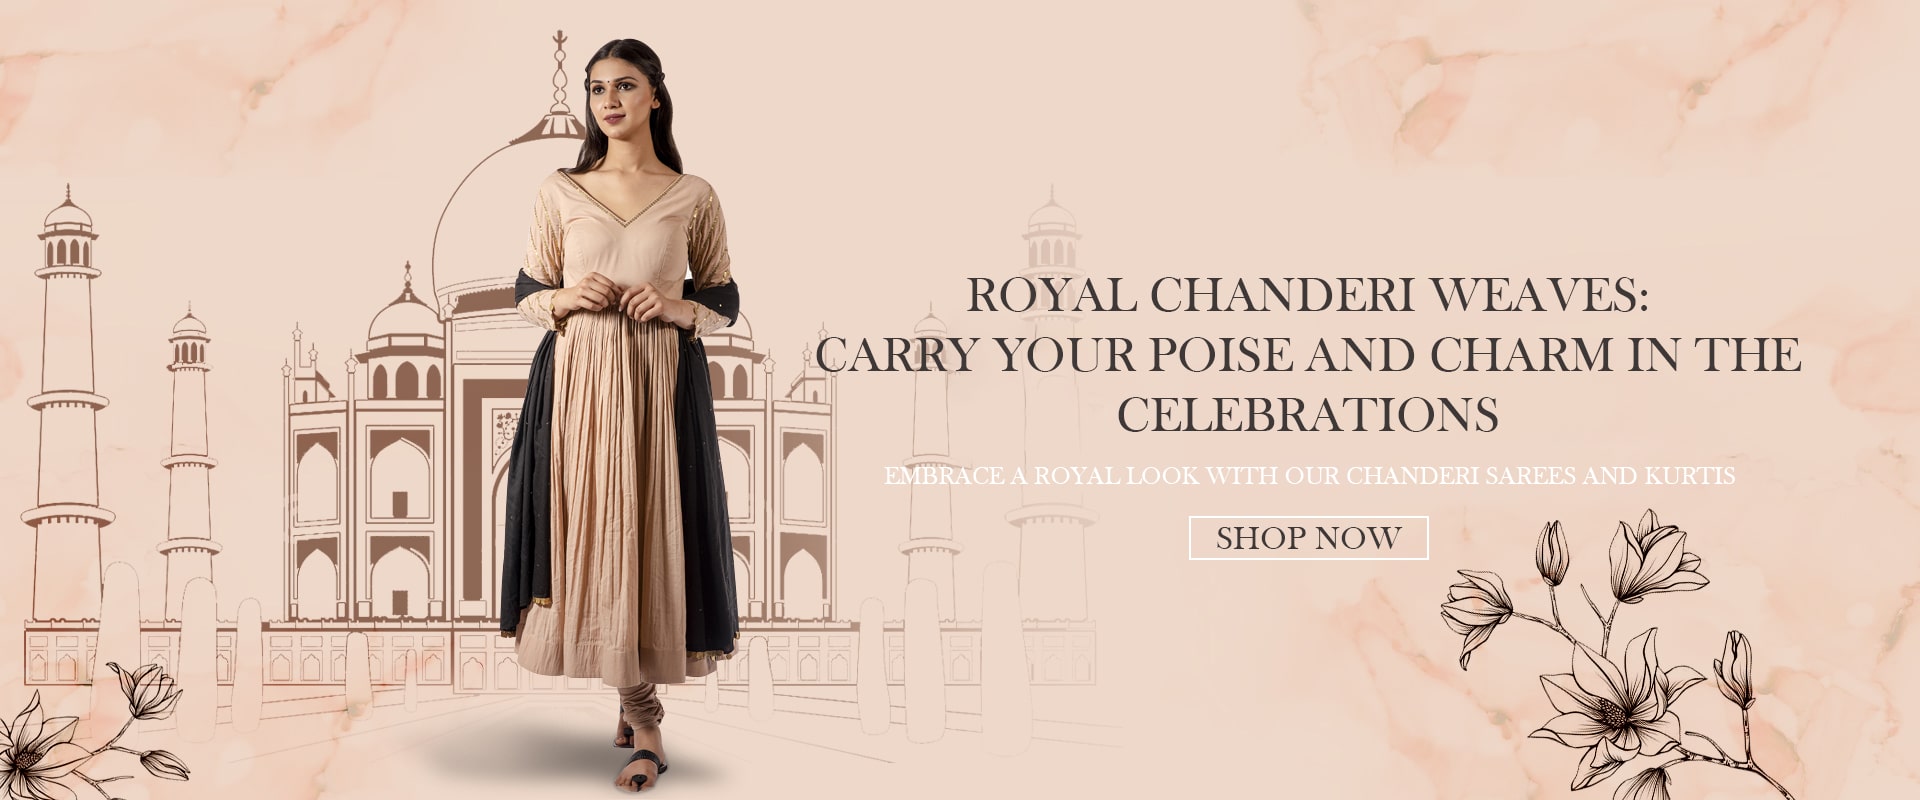 ROYAL CHANDERI WEAVES:
CARRY YOUR POISE AND CHARM IN THE
CELEBRATIONS
EMBRACE A ROYAL LOOK WITH OUR CHANDERI SAREES AND KURTIS
SHOP NOW